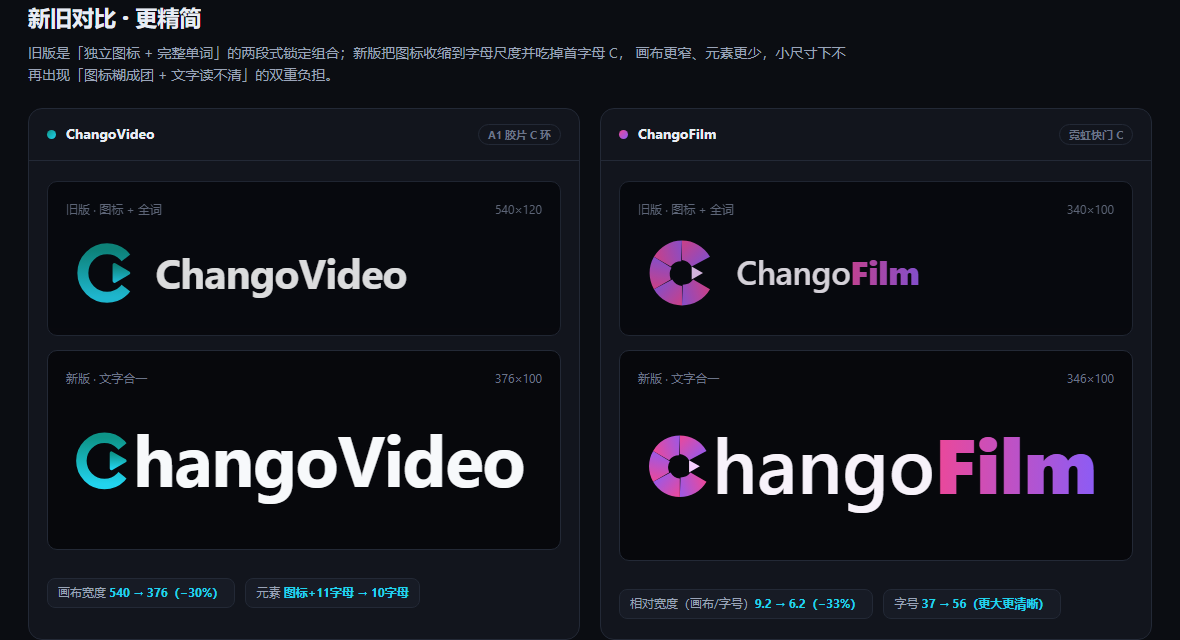 新旧对比 · 更精简
旧版是「独立图标 + 完整单词」的两段式锁定组合；新版把图标收缩到字母尺度并吃掉首字母 C， 画布更窄、元素更少，小尺寸下不
再出现「图标糊成团 + 文字读不清」的双重负担。
ChangoVideo
A1 胶片 C 环
旧版 · 图标 + 全词
540×120
ChangoVideo
新版 · 文字合一
376×100
ChangoVideo
画布宽度 540 → 376（−30%）
元素 图标+11字母 → 10字母
ChangoFilm
霓虹快门 C
旧版 · 图标 + 全词
340×100
ChangoFilm
新版 · 文字合一
346×100
ChangoFilm
相对宽度（画布/字号）9.2 → 6.2（−33%）
字号 37 → 56（更大更清晰）